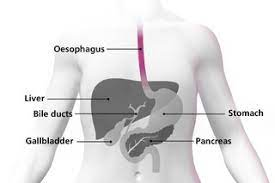 Oesophagus
Liver
Bile ducts
Stomach
Gallbladder
Pancreas